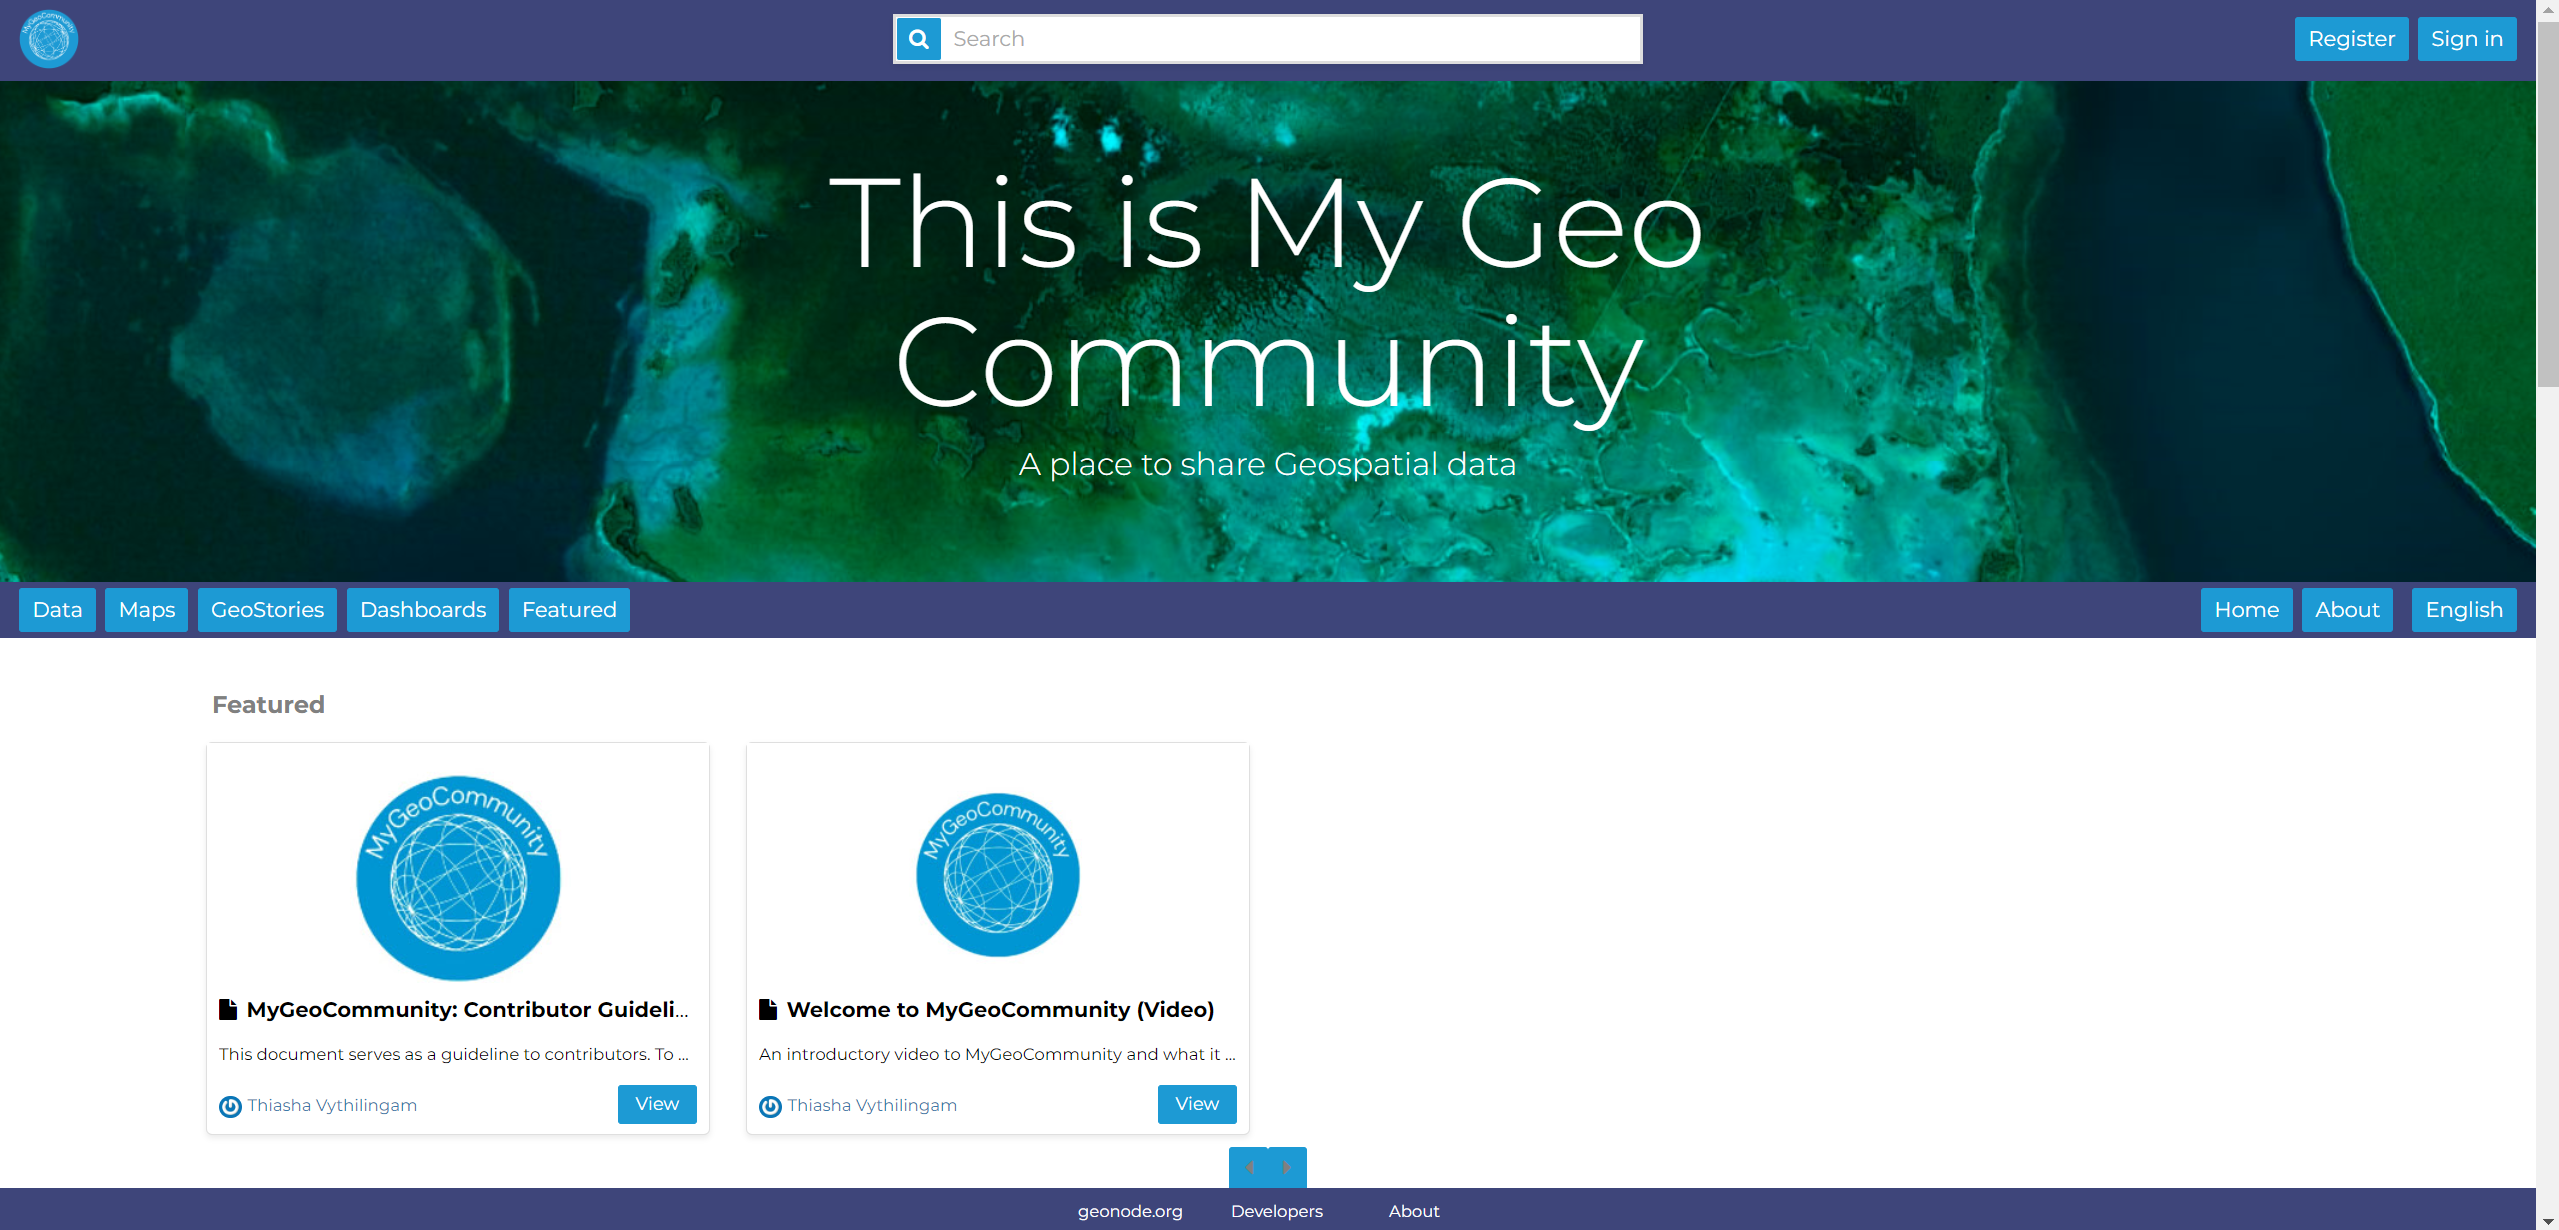 MyGeoCommunity
Search
Register
Sign in
This is My Geo
Community
A place to share Geospatial data
Data
Maps
GeoStories
Dashboards
Featured
Home
About
English
Featured
MyGeoCommunity
MyGeoCommunity
MyGeoCommunity: Contributor Guideli...
Welcome to MyGeoCommunity (Video)
This document serves as a guideline to contributors. To ...
An introductory video to MyGeoCommunity and what it ...
Thiasha Vythilingam
View
Thiasha Vythilingam
View
geonode.org
Developers
About